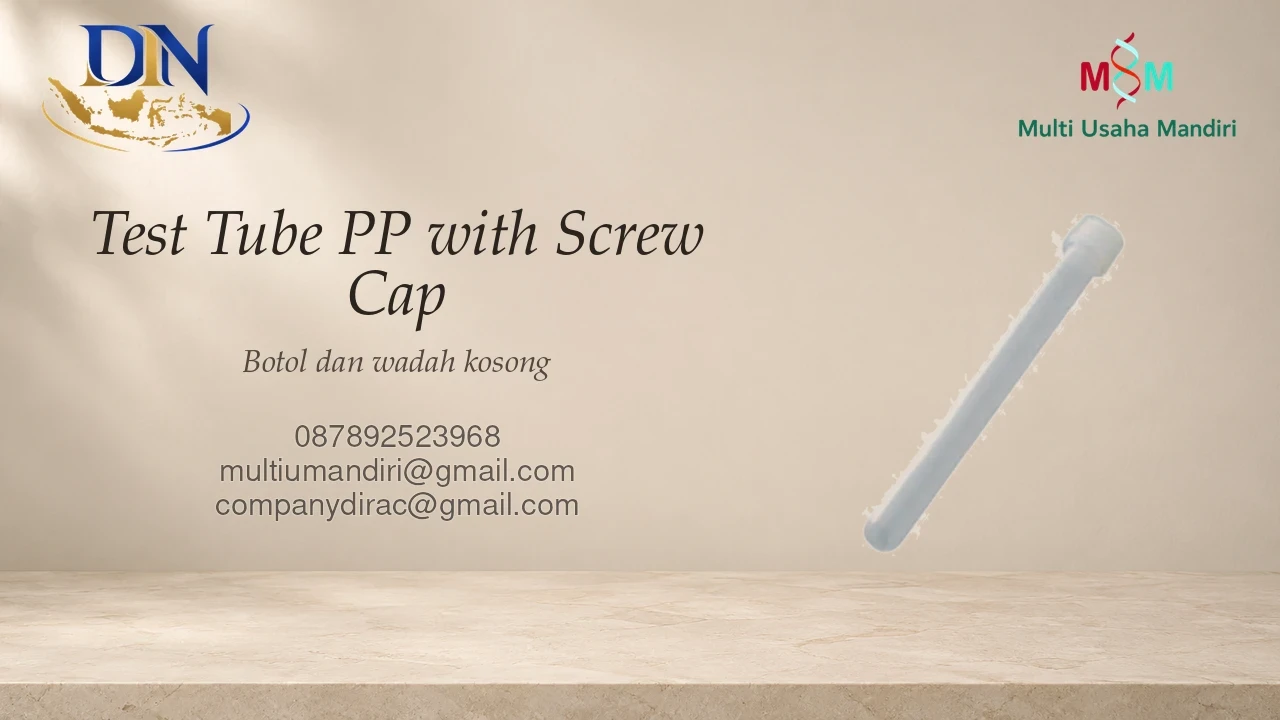 DIN
M M
Multi Usaha Mandiri
Test Tube PP with Screw
Cap
Botol dan wadah kosong
087892523968
multiumandiri@gmail.com
companydirac@gmail.com